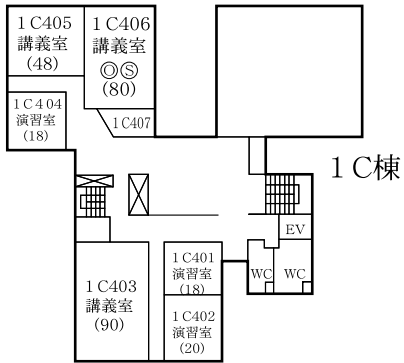 1C405
講義室
(48)
1C406
講義室
ⓄⓈ
(80)
1C404
演習室
(18)
1C407
1C棟
EV
WC
WC
1C403
講義室
(90)
1C401
演習室
(18)
1C402
演習室
(20)